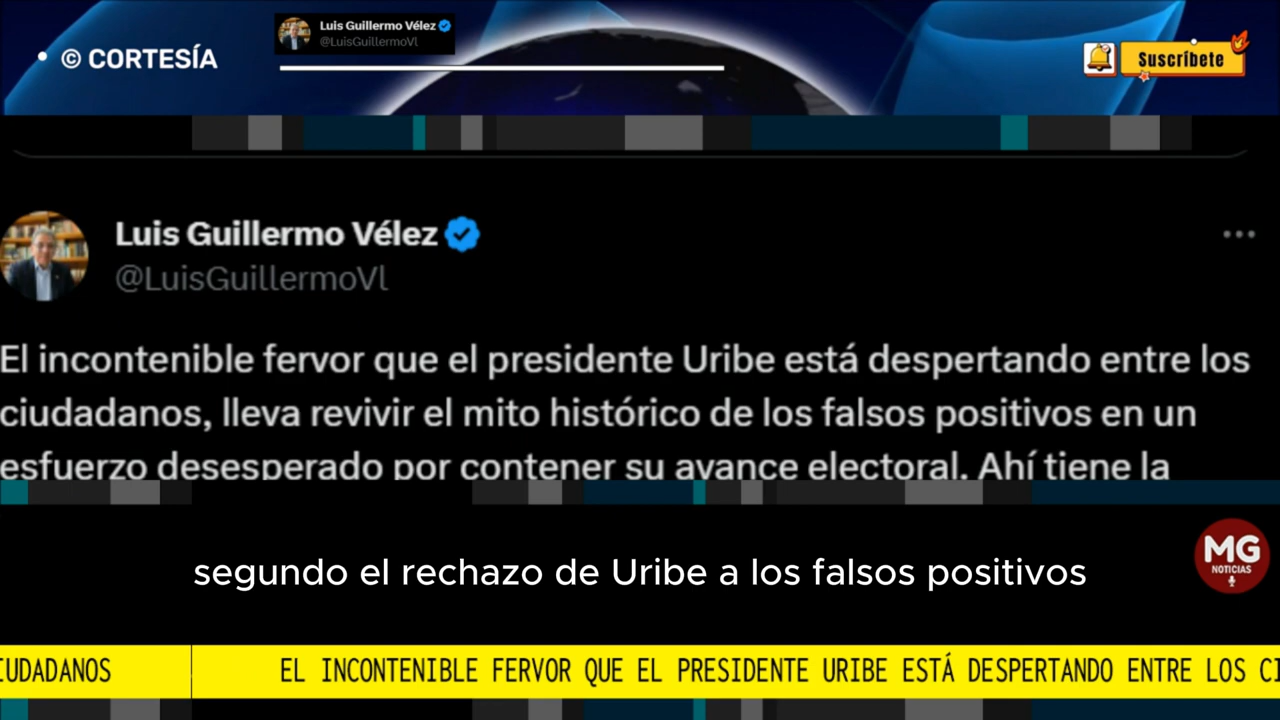 © CORTESÍA
Luis Guillermo Vélez
@LuisGuillermoVl
Suscríbete
Luis Guillermo Vélez
@LuisGuillermoVl
El incontenible fervor que el presidente Uribe está despertando entre los
ciudadanos, lleva revivir el mito histórico de los falsos positivos en un
esfuerzo desesperado por contener su avance electoral. Ahí tiene la
segundo el rechazo de Uribe a los falsos positivos
MG
NOTICIAS
CIUDADANOS EL INCONTENIBLE FERVOR QUE EL PRESIDENTE URIBE ESTÁ DESPERTANDO ENTRE LOS CI